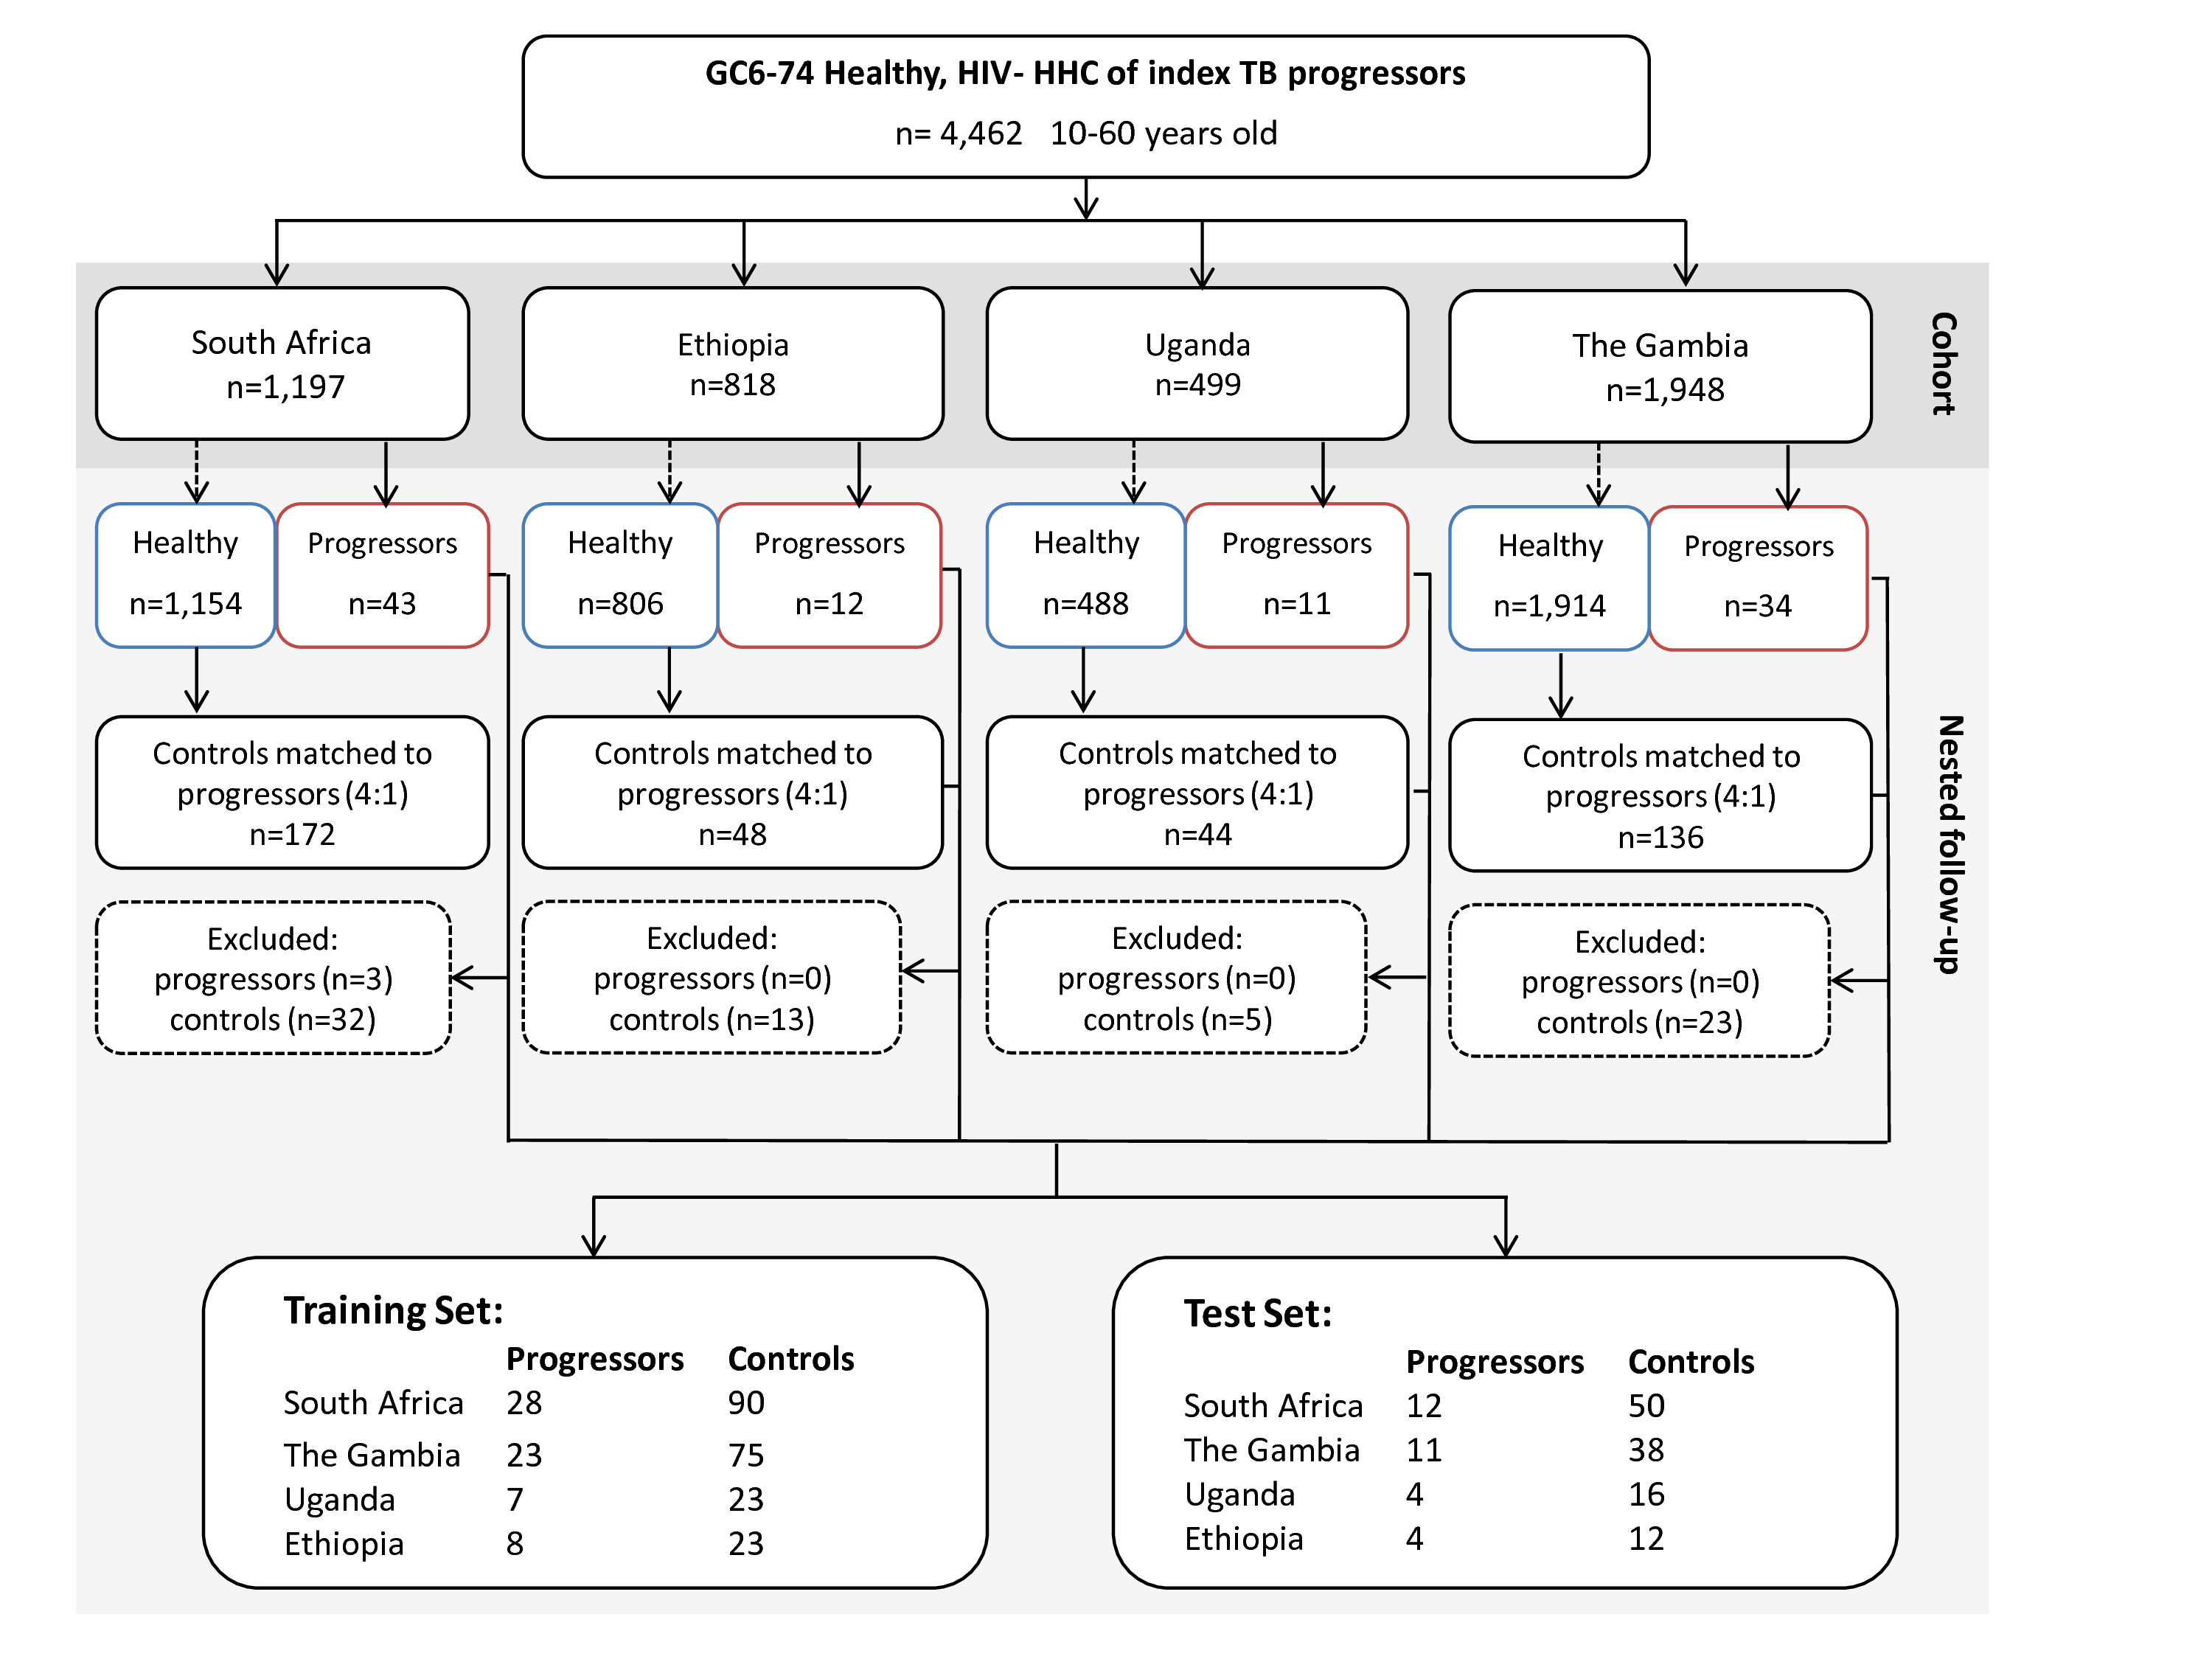 GC6-74 Healthy, HIV- HHC of index TB progressors
n= 4,462 10-60 years old
South Africa
n=1,197
Ethiopia
n=818
Uganda
n=499
The Gambia
n=1,948
Cohort
Healthy
n=1,154
Progressors
n=43
Healthy
n=806
Progressors
n=12
Healthy
n=488
Progressors
n=11
Healthy
n=1,914
Progressors
n=34
Controls matched to
progressors (4:1)
n=172
Controls matched to
progressors (4:1)
n=48
Controls matched to
progressors (4:1)
n=44
Controls matched to
progressors (4:1)
n=136
Nested follow-up
Excluded:
progressors (n=3)
controls (n=32)
Excluded:
progressors (n=0)
controls (n=13)
Excluded:
progressors (n=0)
controls (n=5)
Excluded:
progressors (n=0)
controls (n=23)
Training Set:
Progressors Controls
South Africa 28 90
The Gambia 23 75
Uganda 7 23
Ethiopia 8 23
Test Set:
Progressors Controls
South Africa 12 50
The Gambia 11 38
Uganda 4 16
Ethiopia 4 12